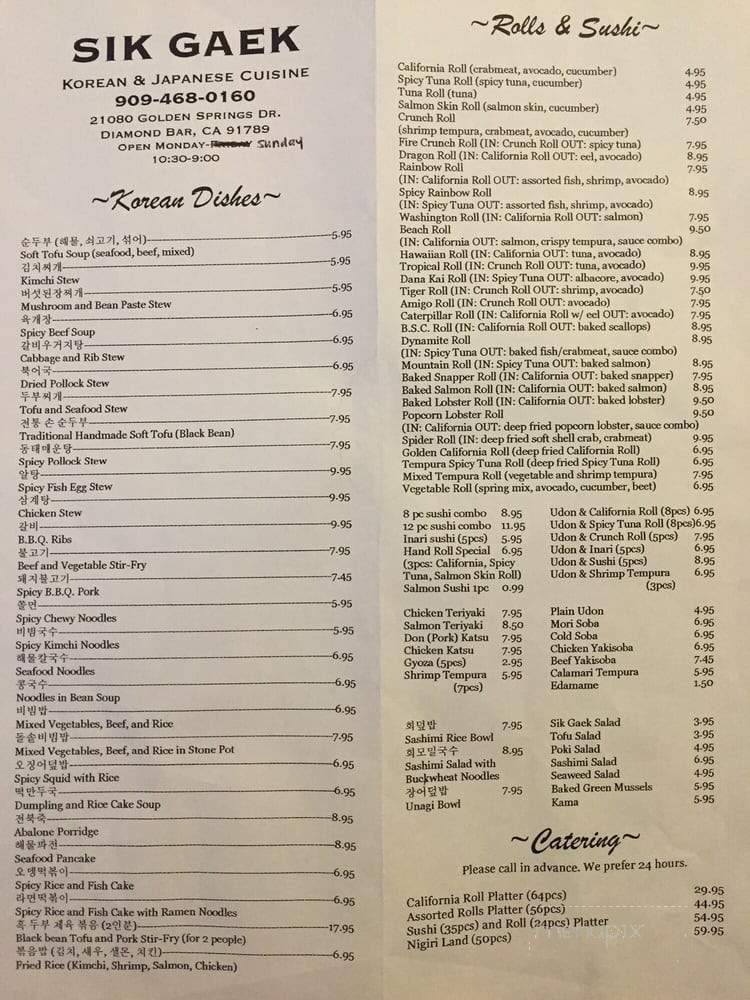 SIK GAEK
KOREAN & JAPANESE CUISINE
909-468-0160
21080 GOLDEN SPRINGS DR.
DIAMOND BAR, CA 91789
OPEN MONDAY- Sunday
10:30-9:00
~Korean Dishes~
순두부 (해물, 쇠고기, 섞어) 5.95
Soft Tofu Soup (seafood, beef, mixed)
김치찌개 5.95
Kimchi Stew
버섯된장찌개 5.95
Mushroom and Bean Paste Stew
육개장 6.95
Spicy Beef Soup
갈비우거지탕 6.95
Cabbage and Rib Stew
북어국 6.95
Dried Pollock Stew
두부찌개 7.95
Tofu and Seafood Stew
전통 손 순두부 7.95
Traditional Handmade Soft Tofu (Black Bean)
동태매운탕 7.95
Spicy Pollock Stew
알탕 9.95
Spicy Fish Egg Stew
삼계탕 9.95
Chicken Stew
갈비 9.95
B.B.Q. Ribs
불고기 7.95
Beef and Vegetable Stir-Fry
돼지불고기 7.45
Spicy B.B.Q. Pork
쫄면 5.95
Spicy Chewy Noodles
비빔국수 5.95
Spicy Kimchi Noodles
해물칼국수 6.95
Seafood Noodles
콩국수 6.95
Noodles in Bean Soup
비빔밥 6.95
Mixed Vegetables, Beef, and Rice
돌솥비빔밥 7.95
Mixed Vegetables, Beef, and Rice in Stone Pot
오징어덮밥 6.95
Spicy Squid with Rice
떡만두국 6.95
Dumpling and Rice Cake Soup
전복죽 8.95
Abalone Porridge
해물파전 8.95
Seafood Pancake
오뎅떡볶이 6.95
Spicy Rice and Fish Cake
라면떡볶이 6.95
Spicy Rice and Fish Cake with Ramen Noodles
흑 두부 제육 볶음 (2인분) 17.95
Black bean Tofu and Pork Stir-Fry (for 2 people)
볶음밥 (김치, 새우, 샐몬, 치킨) 6.95
Fried Rice (Kimchi, Shrimp, Salmon, Chicken)
~Rolls & Sushi~
California Roll (crabmeat, avocado, cucumber) 4.95
Spicy Tuna Roll (spicy tuna, cucumber) 4.95
Tuna Roll (tuna) 4.95
Salmon Skin Roll (salmon skin, cucumber) 4.95
Crunch Roll 7.50
(shrimp tempura, crabmeat, avocado, cucumber)
Fire Crunch Roll (IN: Crunch Roll OUT: spicy tuna) 7.95
Dragon Roll (IN: California Roll OUT: eel, avocado) 8.95
Rainbow Roll 7.95
(IN: California Roll OUT: assorted fish, shrimp, avocado)
Spicy Rainbow Roll 8.95
(IN: Spicy Tuna OUT: assorted fish, shrimp, avocado)
Washington Roll (IN: California Roll OUT: salmon) 7.95
Beach Roll 9.50
(IN: California OUT: salmon, crispy tempura, sauce combo)
Hawaiian Roll (IN: California OUT: tuna, avocado) 8.95
Tropical Roll (IN: Crunch Roll OUT: tuna, avocado) 9.95
Dana Kai Roll (IN: Spicy Tuna OUT: albacore, avocado) 9.95
Tiger Roll (IN: Crunch Roll OUT: shrimp, avocado) 7.50
Amigo Roll (IN: Crunch Roll OUT: avocado) 7.95
Caterpillar Roll (IN: California Roll w/ eel OUT: avocado) 7.95
B.S.C. Roll (IN: California Roll OUT: baked scallops) 8.95
Dynamite Roll 8.95
(IN: Spicy Tuna OUT: baked fish/crabmeat, sauce combo)
Mountain Roll (IN: Spicy Tuna OUT: baked salmon) 8.95
Baked Snapper Roll (IN: California OUT: baked snapper) 7.95
Baked Salmon Roll (IN: California OUT: baked salmon) 8.95
Baked Lobster Roll (IN: California OUT: baked lobster) 9.50
Popcorn Lobster Roll 9.50
(IN: California OUT: deep fried popcorn lobster, sauce combo)
Spider Roll (IN: deep fried soft shell crab, crabmeat) 9.95
Golden California Roll (deep fried California Roll) 6.95
Tempura Spicy Tuna Roll (deep fried Spicy Tuna Roll) 6.95
Mixed Tempura Roll (vegetable and shrimp tempura) 7.95
Vegetable Roll (spring mix, avocado, cucumber, beet) 6.95
8 pc sushi combo 8.95
12 pc sushi combo 11.95
Inari sushi (5pcs) 5.95
Hand Roll Special 6.95
(3pcs: California, Spicy
Tuna, Salmon Skin Roll)
Salmon Sushi 1pc 0.99
Udon & California Roll (8pcs) 6.95
Udon & Spicy Tuna Roll (8pcs) 6.95
Udon & Crunch Roll (5pcs) 7.95
Udon & Inari (5pcs) 6.95
Udon & Sushi (5pcs) 8.95
Udon & Shrimp Tempura 6.95
(3pcs)
Chicken Teriyaki 7.95
Salmon Teriyaki 8.50
Don (Pork) Katsu 7.95
Chicken Katsu 7.95
Gyoza (5pcs) 2.95
Shrimp Tempura 5.95
(7pcs)
Plain Udon 4.95
Mori Soba 6.95
Cold Soba 6.95
Chicken Yakisoba 6.95
Beef Yakisoba 7.45
Calamari Tempura 5.95
Edamame 1.50
회덮밥 7.95
Sashimi Rice Bowl
회모밀국수 8.95
Sashimi Salad with
Buckwheat Noodles
장어덮밥 7.95
Unagi Bowl
Sik Gaek Salad 3.95
Tofu Salad 3.95
Poki Salad 4.95
Sashimi Salad 6.95
Seaweed Salad 4.95
Baked Green Mussels 5.95
Kama 5.95
~Catering~
Please call in advance. We prefer 24 hours.
California Roll Platter (64pcs) 29.95
Assorted Rolls Platter (56pcs) 44.95
Sushi (35pcs) and Roll (24pcs) Platter 54.95
Nigiri Land (50pcs) 59.95